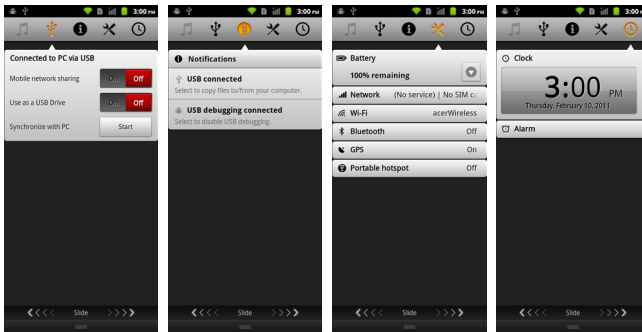 3:00 PM
Connected to PC via USB
Mobile network sharing On Off
Use as a USB Drive On Off
Synchronize with PC Start
<<<< Slide >>>>
3:00 PM
Notifications
USB connected
Select to copy files to/from your computer.
USB debugging connected
Select to disable USB debugging.
<<<< Slide >>>>
3:00 PM
Battery
100% remaining
Network (No service) | No SIM ca
Wi-Fi acerWireless
Bluetooth Off
GPS On
Portable hotspot Off
<<<< Slide >>>>
3:00 PM
Clock
3:00 PM
Thursday, February 10, 2011
Alarm
<<<< Slide >>>>